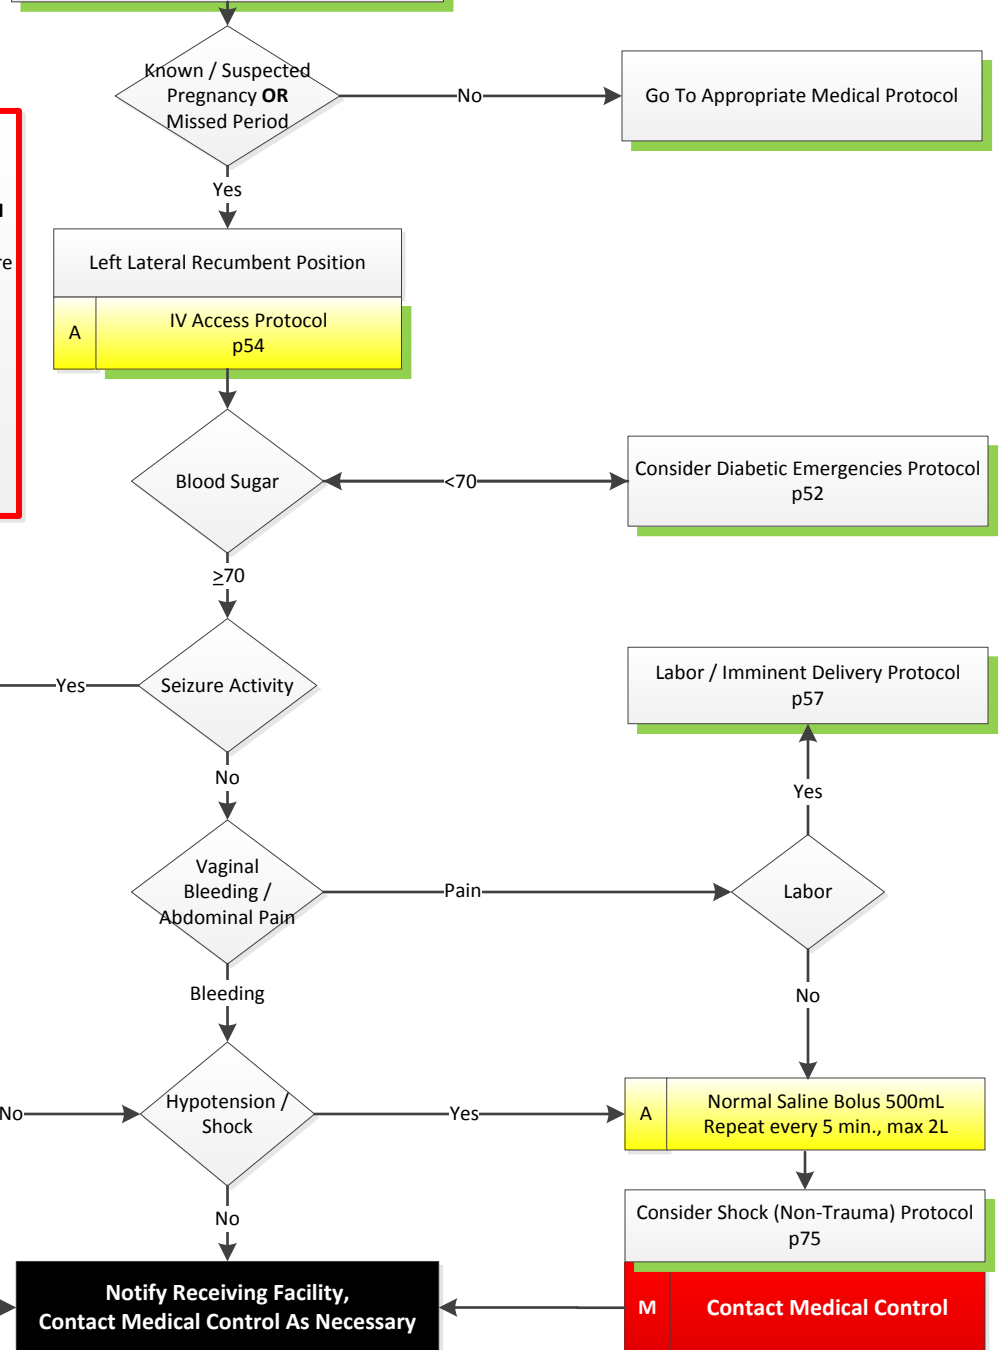 Known / Suspected
Pregnancy OR
Missed Period
No
Go To Appropriate Medical Protocol
Yes
Left Lateral Recumbent Position
A
IV Access Protocol
p54
Blood Sugar
<70
Consider Diabetic Emergencies Protocol
p52
≥70
Yes
Seizure Activity
Labor / Imminent Delivery Protocol
p57
No
Yes
Vaginal
Bleeding /
Abdominal Pain
Pain
Labor
Bleeding
No
No
Hypotension /
Shock
Yes
A
Normal Saline Bolus 500mL
Repeat every 5 min., max 2L
No
Consider Shock (Non-Trauma) Protocol
p75
Notify Receiving Facility,
Contact Medical Control As Necessary
M
Contact Medical Control